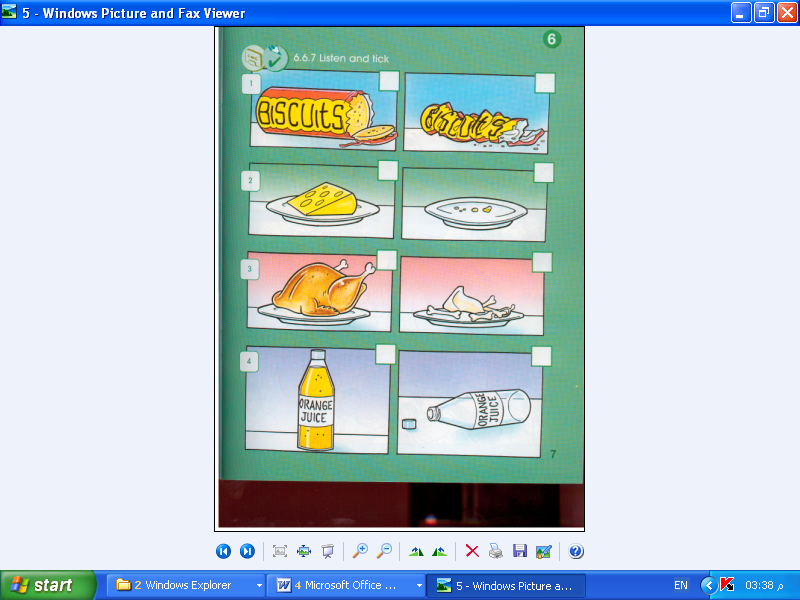 5 - Windows Picture and Fax Viewer
6
6.6.7 Listen and tick
1
BISCUITS
Biscuits
2
3
4
ORANGE
JUICE
ORANGE
JUICE
7
start
2 Windows Explorer
4 Microsoft Office ...
5 - Windows Picture a...
EN
03:38 م